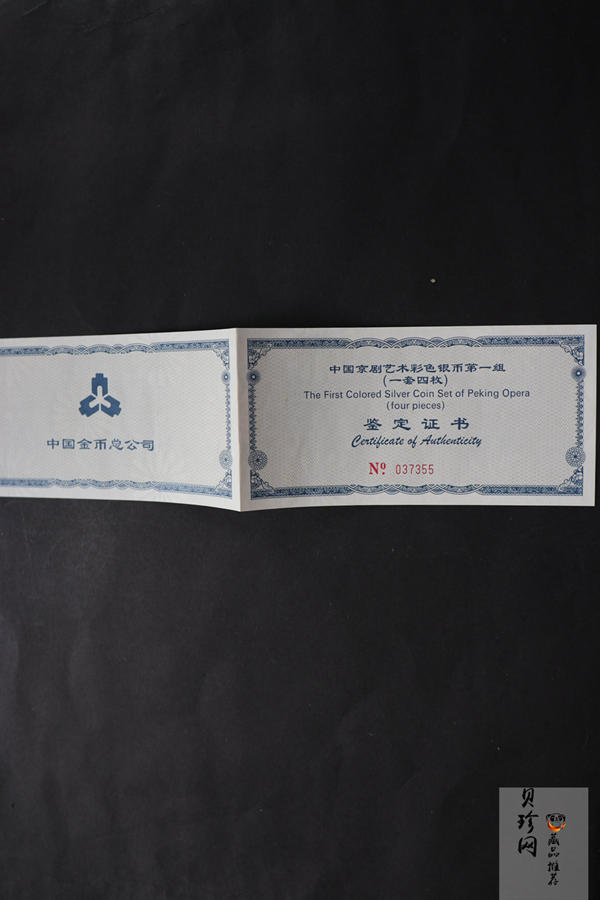 中国金币总公司
中国京剧艺术彩色银币第一组
(一套四枚)
The First Colored Silver Coin Set of Peking Opera
(four pieces)
鉴定证书
Certificate of Authenticity
Nº 037355
贝珍网
藏品推荐